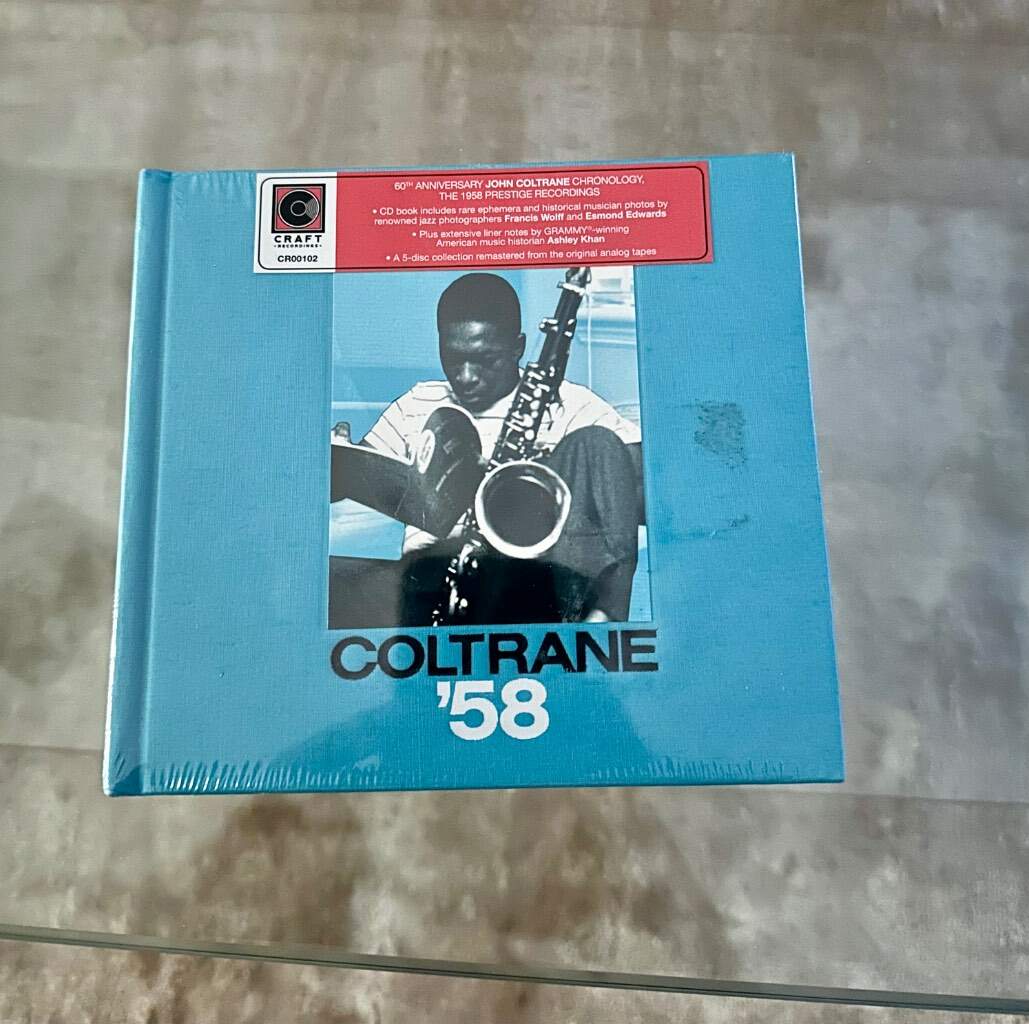 60TH ANNIVERSARY JOHN COLTRANE CHRONOLOGY,
THE 1958 PRESTIGE RECORDINGS
• CD book includes rare ephemera and historical musician photos by
renowned jazz photographers Francis Wolff and Esmond Edwards
• Plus extensive liner notes by GRAMMY®-winning
American music historian Ashley Khan
• A 5-disc collection remastered from the original analog tapes
CRAFT
• RECORDINGS •
CR00102
COLTRANE
’58